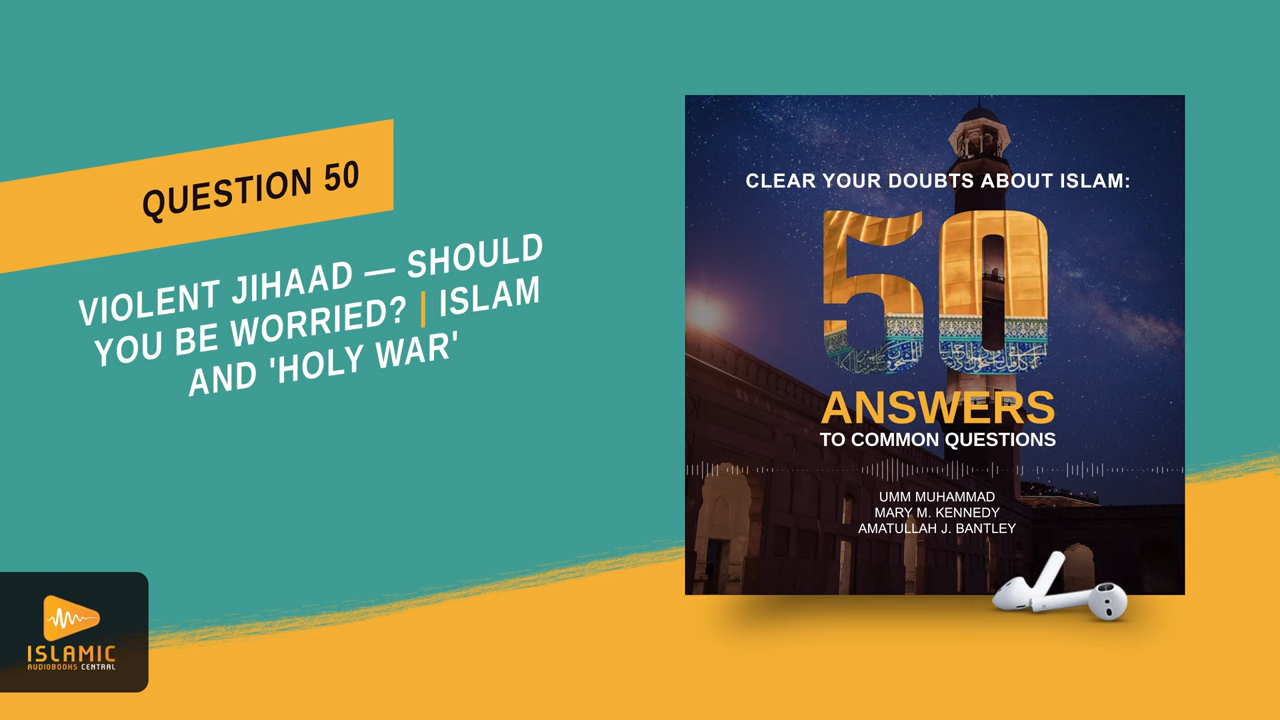 QUESTION 50
VIOLENT JIHAAD — SHOULD
YOU BE WORRIED? | ISLAM
AND 'HOLY WAR'
CLEAR YOUR DOUBTS ABOUT ISLAM:
50
ANSWERS
TO COMMON QUESTIONS
UMM MUHAMMAD
MARY M. KENNEDY
AMATULLAH J. BANTLEY
ISLAMIC
AUDIOBOOKS CENTRAL